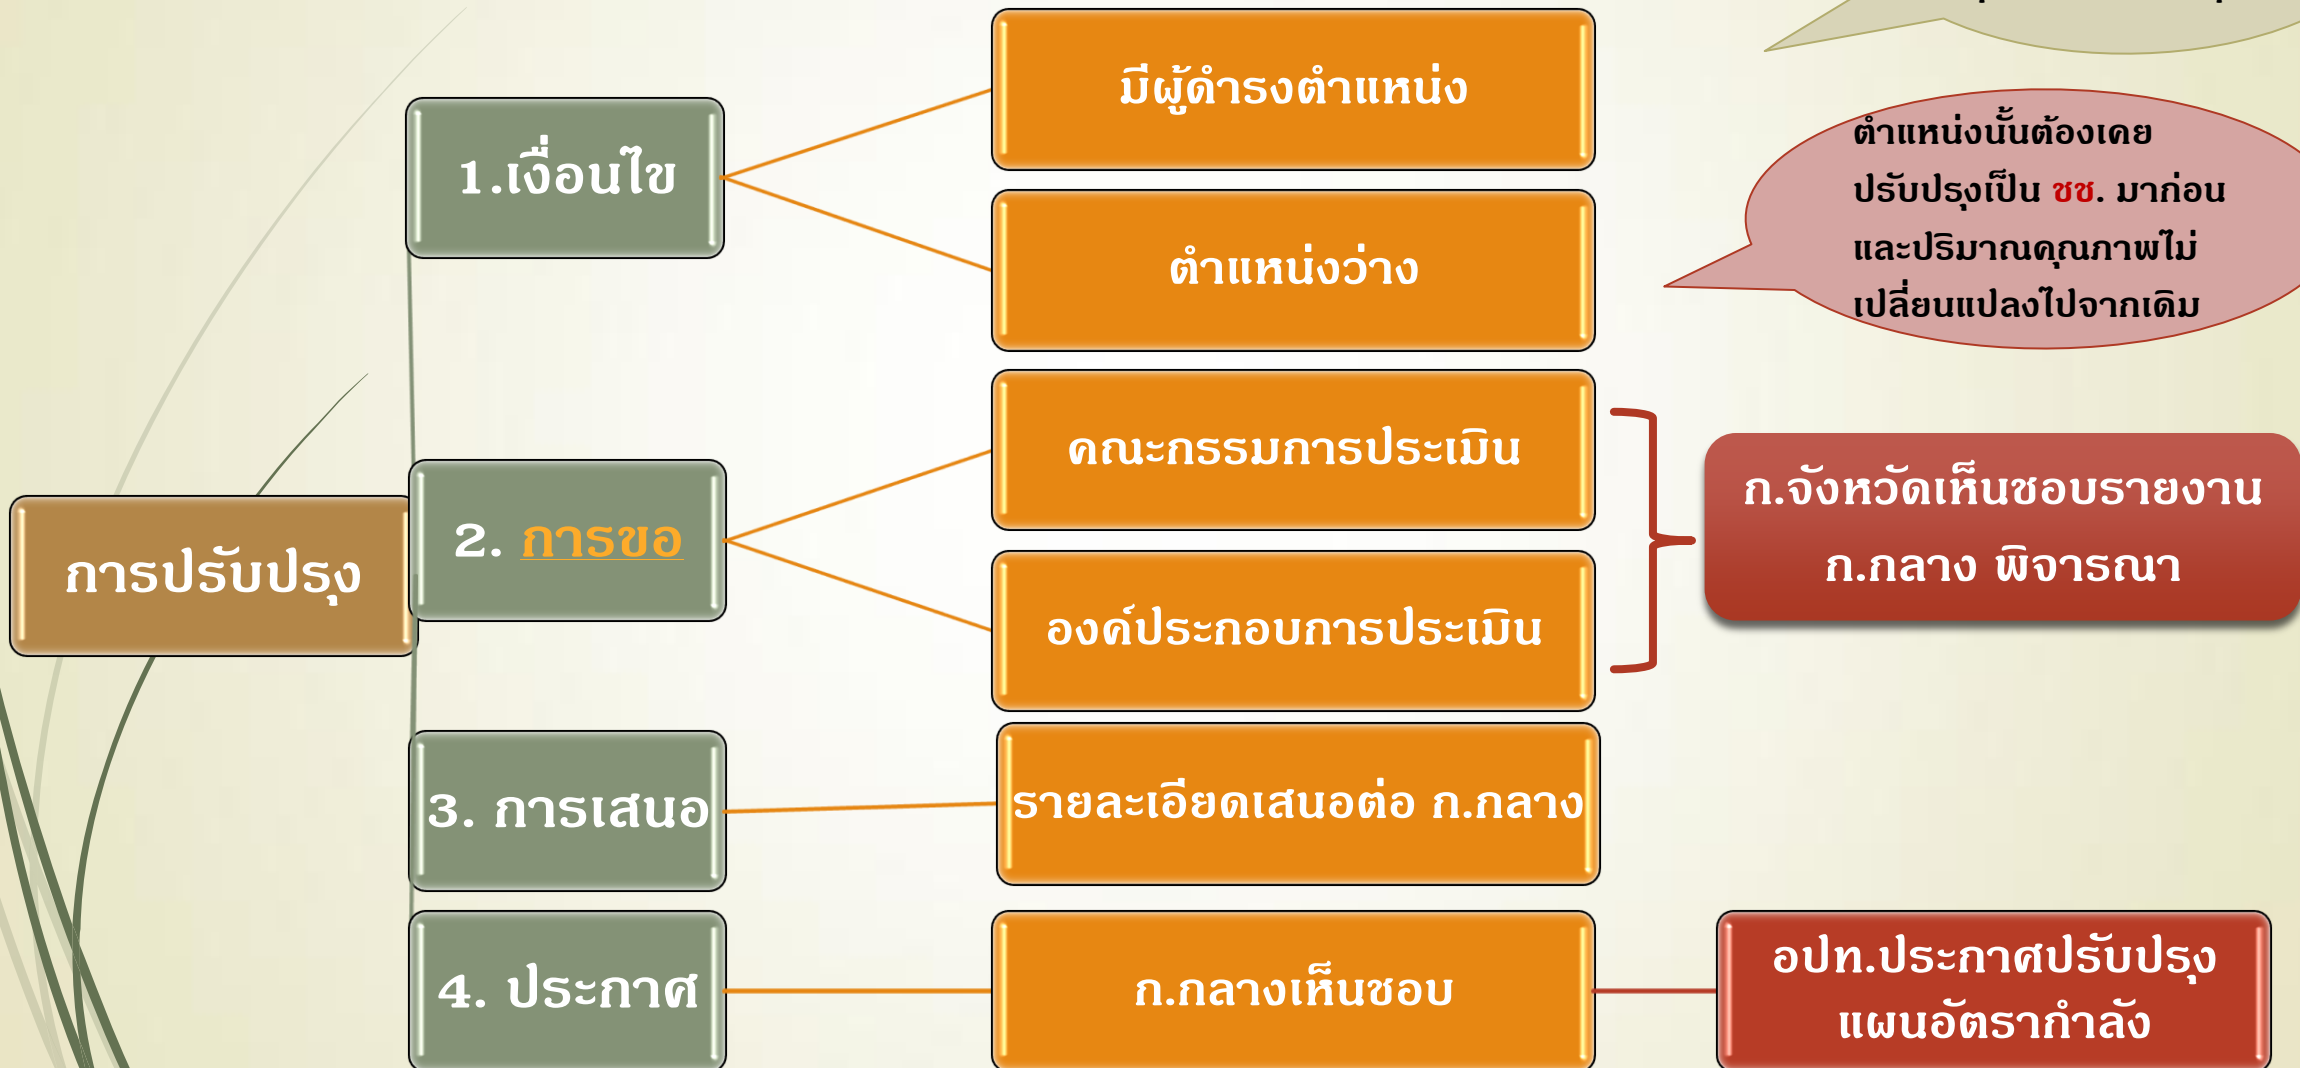 มีผู้ดำรงตำแหน่ง
1.เงื่อนไข
ตำแหน่งว่าง
ตำแหน่งนั้นต้องเคย
ปรับปรุงเป็น ชช. มาก่อน
และปริมาณคุณภาพไม่
เปลี่ยนแปลงไปจากเดิม
การปรับปรุง
2. การขอ
คณะกรรมการประเมิน
องค์ประกอบการประเมิน
ก.จังหวัดเห็นชอบรายงาน
ก.กลาง พิจารณา
3. การเสนอ
รายละเอียดเสนอต่อ ก.กลาง
4. ประกาศ
ก.กลางเห็นชอบ
อปท.ประกาศปรับปรุง
แผนอัตรากำลัง